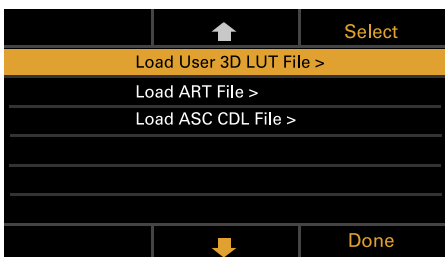 Select
Load User 3D LUT File >
Load ART File >
Load ASC CDL File >
Done